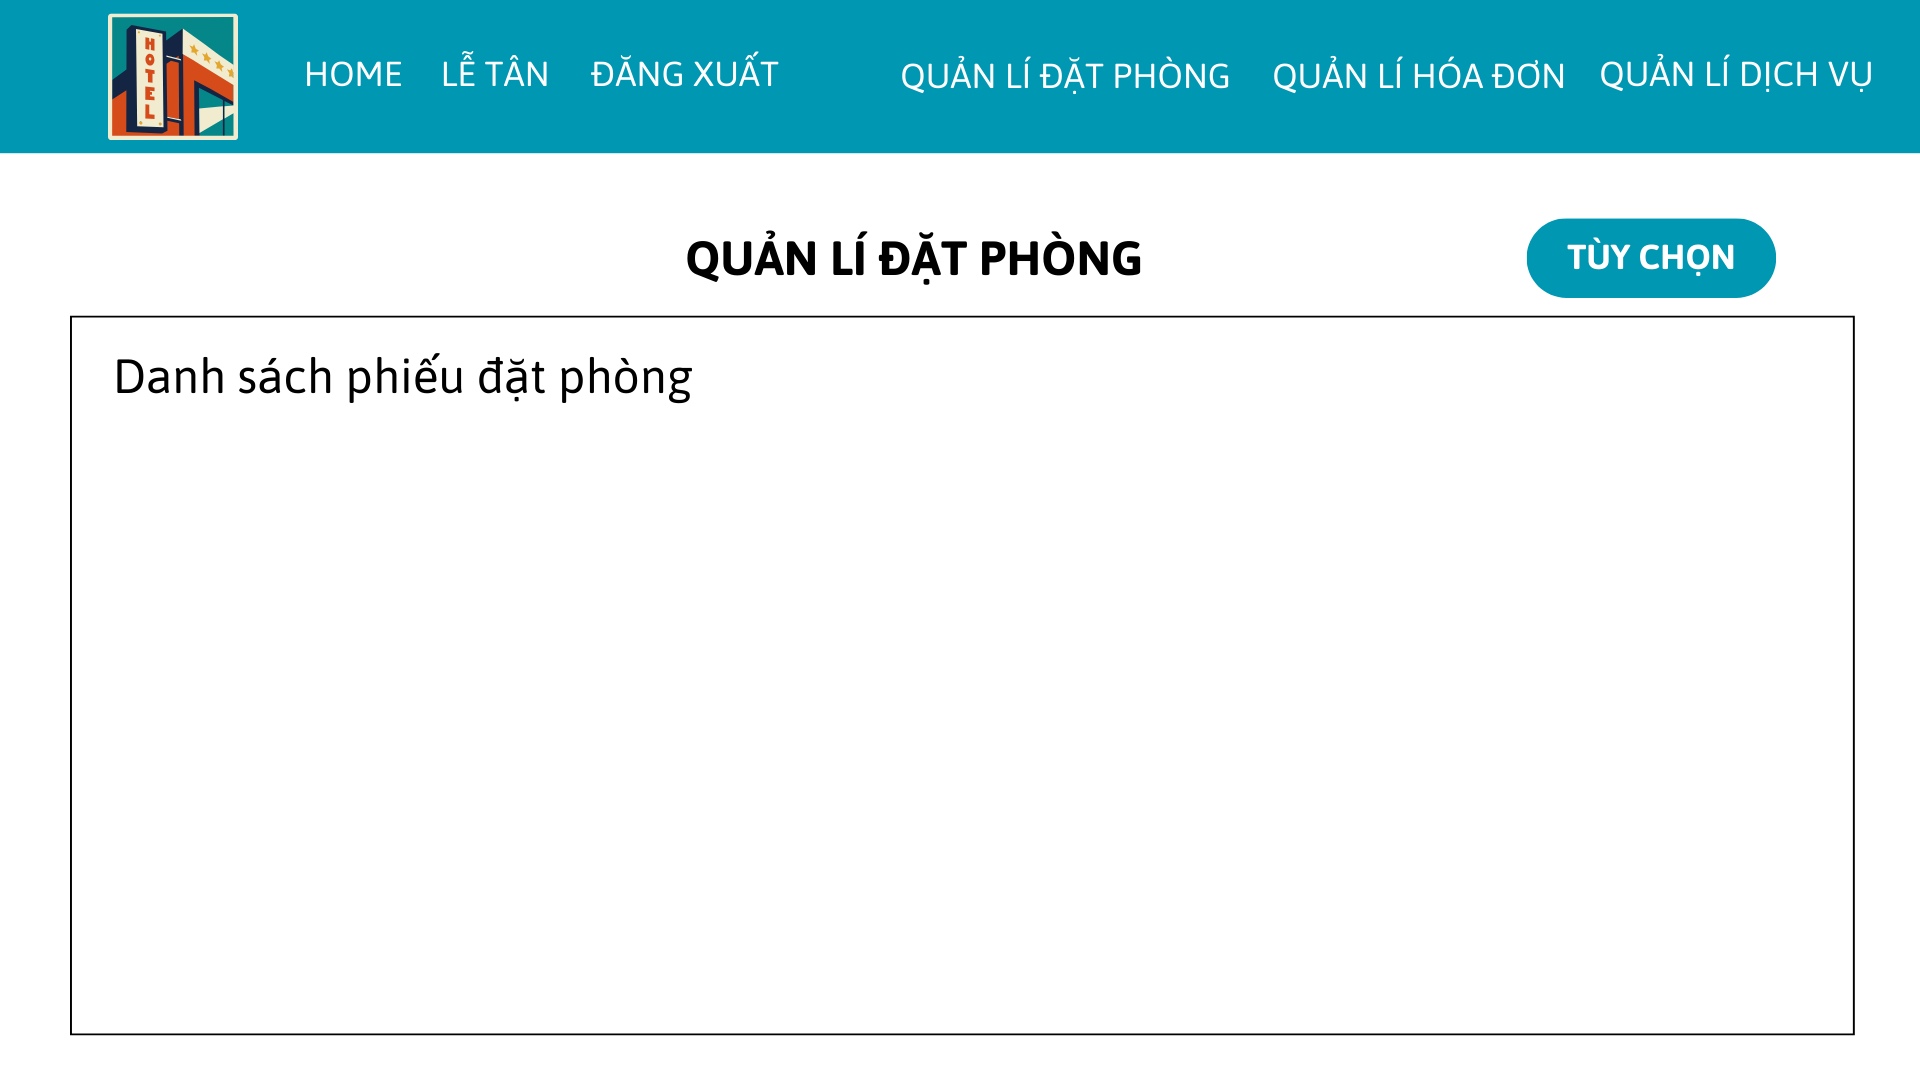 HOTEL
HOME LỄ TÂN ĐĂNG XUẤT QUẢN LÍ ĐẶT PHÒNG QUẢN LÍ HÓA ĐƠN QUẢN LÍ DỊCH VỤ
QUẢN LÍ ĐẶT PHÒNG
TÙY CHỌN
Danh sách phiếu đặt phòng